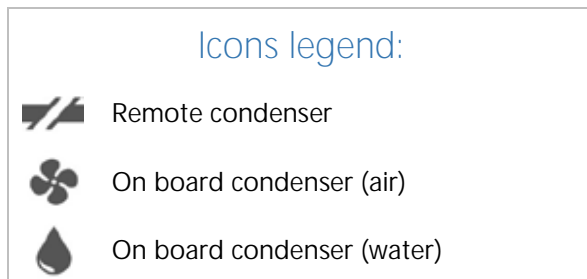 Icons legend:
Remote condenser
On board condenser (air)
On board condenser (water)